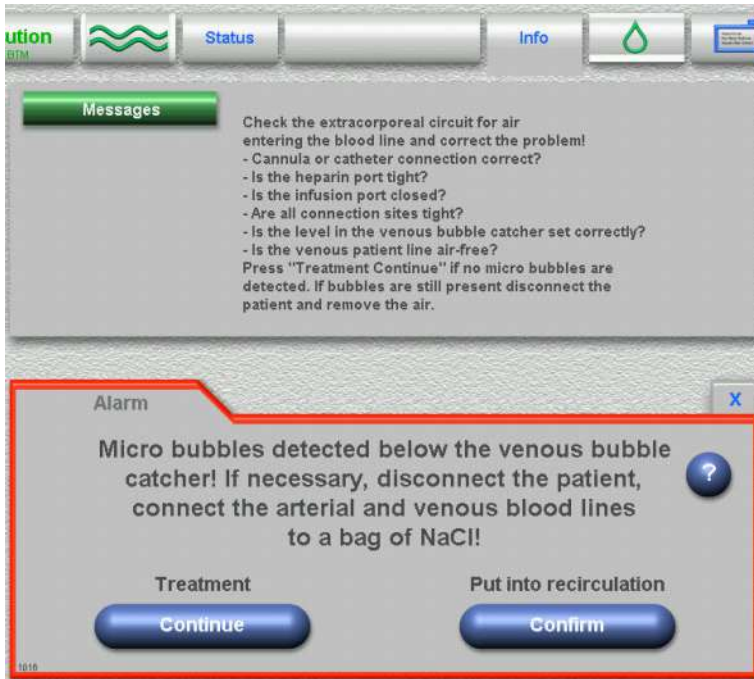 ution
BTM
Status
Info
Messages
Check the extracorporeal circuit for air
entering the blood line and correct the problem!
- Cannula or catheter connection correct?
- Is the heparin port tight?
- Is the infusion port closed?
- Are all connection sites tight?
- Is the level in the venous bubble catcher set correctly?
- Is the venous patient line air-free?
Press "Treatment Continue" if no micro bubbles are
detected. If bubbles are still present disconnect the
patient and remove the air.
Alarm
X
Micro bubbles detected below the venous bubble
catcher! If necessary, disconnect the patient,
connect the arterial and venous blood lines
to a bag of NaCl!
?
Treatment
Put into recirculation
Continue
Confirm
1016